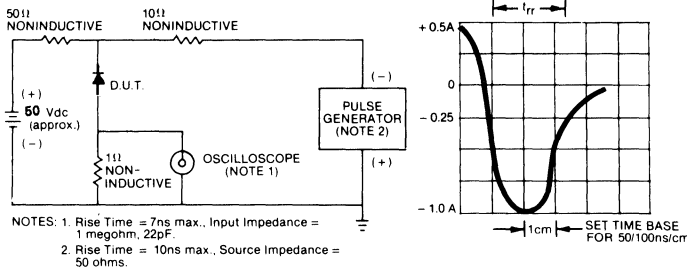 50Ω
NONINDUCTIVE
10Ω
NONINDUCTIVE
(+)
50 Vdc
(approx.)
(−)
D.U.T.
1Ω
NON-
INDUCTIVE
OSCILLOSCOPE
(NOTE 1)
(−)
PULSE
GENERATOR
(NOTE 2)
(+)
NOTES: 1. Rise Time = 7ns max., Input Impedance =
1 megohm, 22pF.
2. Rise Time = 10ns max., Source Impedance =
50 ohms.
trr
+ 0.5A
0
− 0.25
− 1.0 A
1cm
SET TIME BASE
FOR 50/100ns/cm